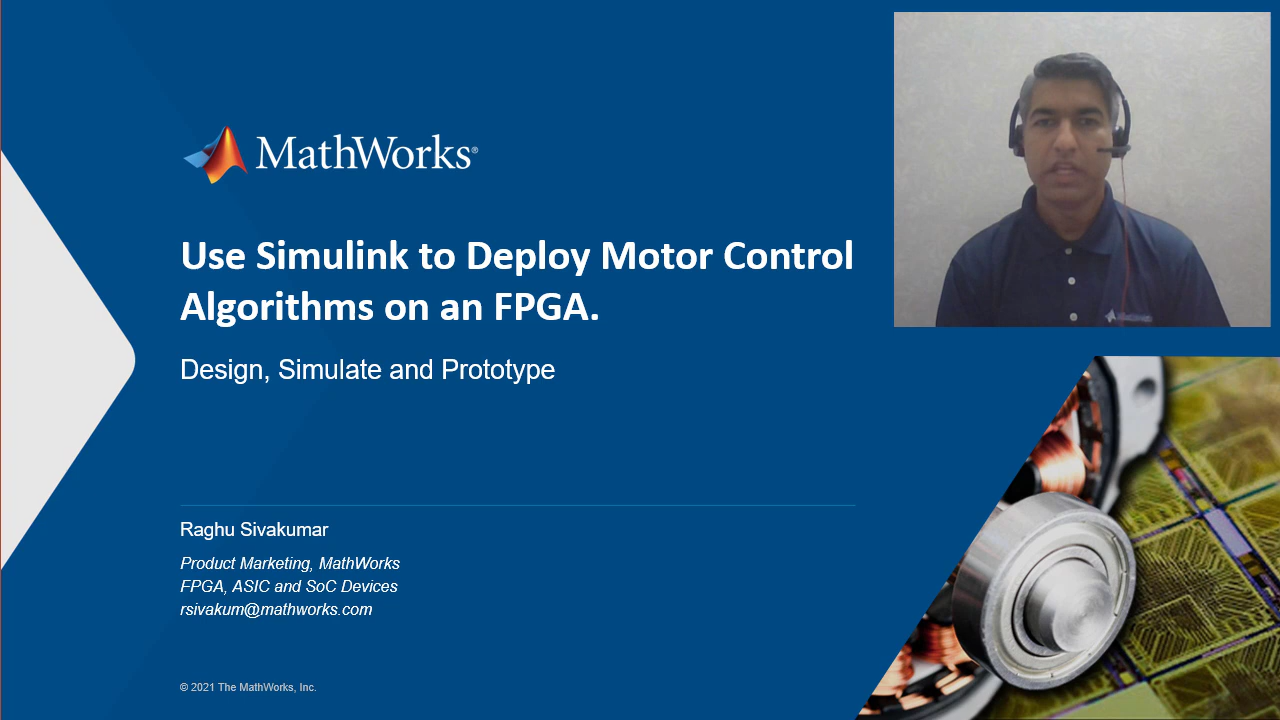 MathWorks®
Use Simulink to Deploy Motor Control
Algorithms on an FPGA.
Design, Simulate and Prototype
Raghu Sivakumar
Product Marketing, MathWorks
FPGA, ASIC and SoC Devices
rsivakum@mathworks.com
© 2021 The MathWorks, Inc.